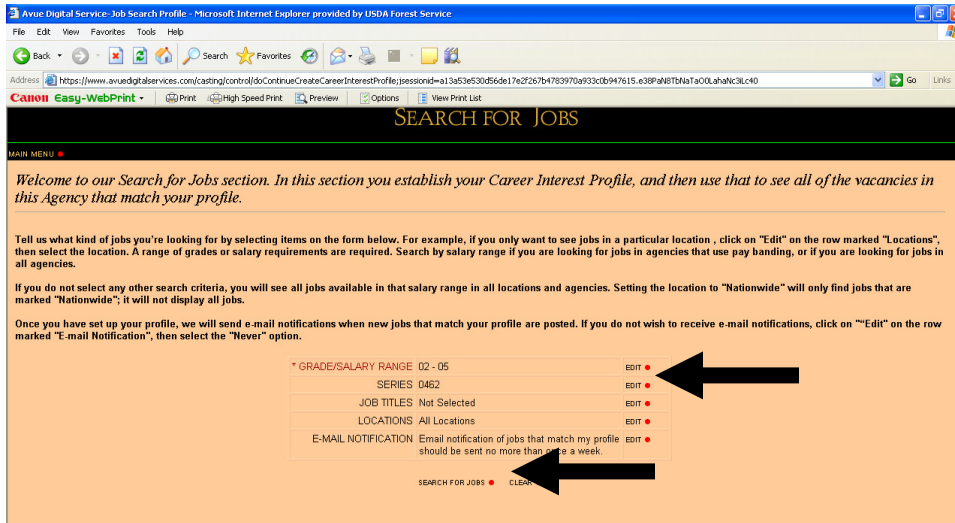 Avue Digital Service-Job Search Profile - Microsoft Internet Explorer provided by USDA Forest Service
File Edit View Favorites Tools Help
Back Search Favorites
Address https://www.avuedigitalservices.com/casting/control/doContinueCreateCareerInterestProfile;jsessionid=a13a53e530d56de17e2f267b4783970a933c0b947615.e38PaN8TbNaTaO0LahaNc3iLc40 Go Links
Canon Easy-WebPrint Print High Speed Print Preview Options View Print List
SEARCH FOR JOBS
MAIN MENU
Welcome to our Search for Jobs section. In this section you establish your Career Interest Profile, and then use that to see all of the vacancies in
this Agency that match your profile.
Tell us what kind of jobs you're looking for by selecting items on the form below. For example, if you only want to see jobs in a particular location , click on "Edit" on the row marked "Locations",
then select the location. A range of grades or salary requirements are required. Search by salary range if you are looking for jobs in agencies that use pay banding, or if you are looking for jobs in
all agencies.
If you do not select any other search criteria, you will see all jobs available in that salary range in all locations and agencies. Setting the location to "Nationwide" will only find jobs that are
marked "Nationwide"; it will not display all jobs.
Once you have set up your profile, we will send e-mail notifications when new jobs that match your profile are posted. If you do not wish to receive e-mail notifications, click on ""Edit" on the row
marked "E-mail Notification", then select the "Never" option.
* GRADE/SALARY RANGE 02 - 05 EDIT
SERIES 0462 EDIT
JOB TITLES Not Selected EDIT
LOCATIONS All Locations EDIT
E-MAIL NOTIFICATION Email notification of jobs that match my profile EDIT
should be sent no more than once a week.
SEARCH FOR JOBS CLEAR